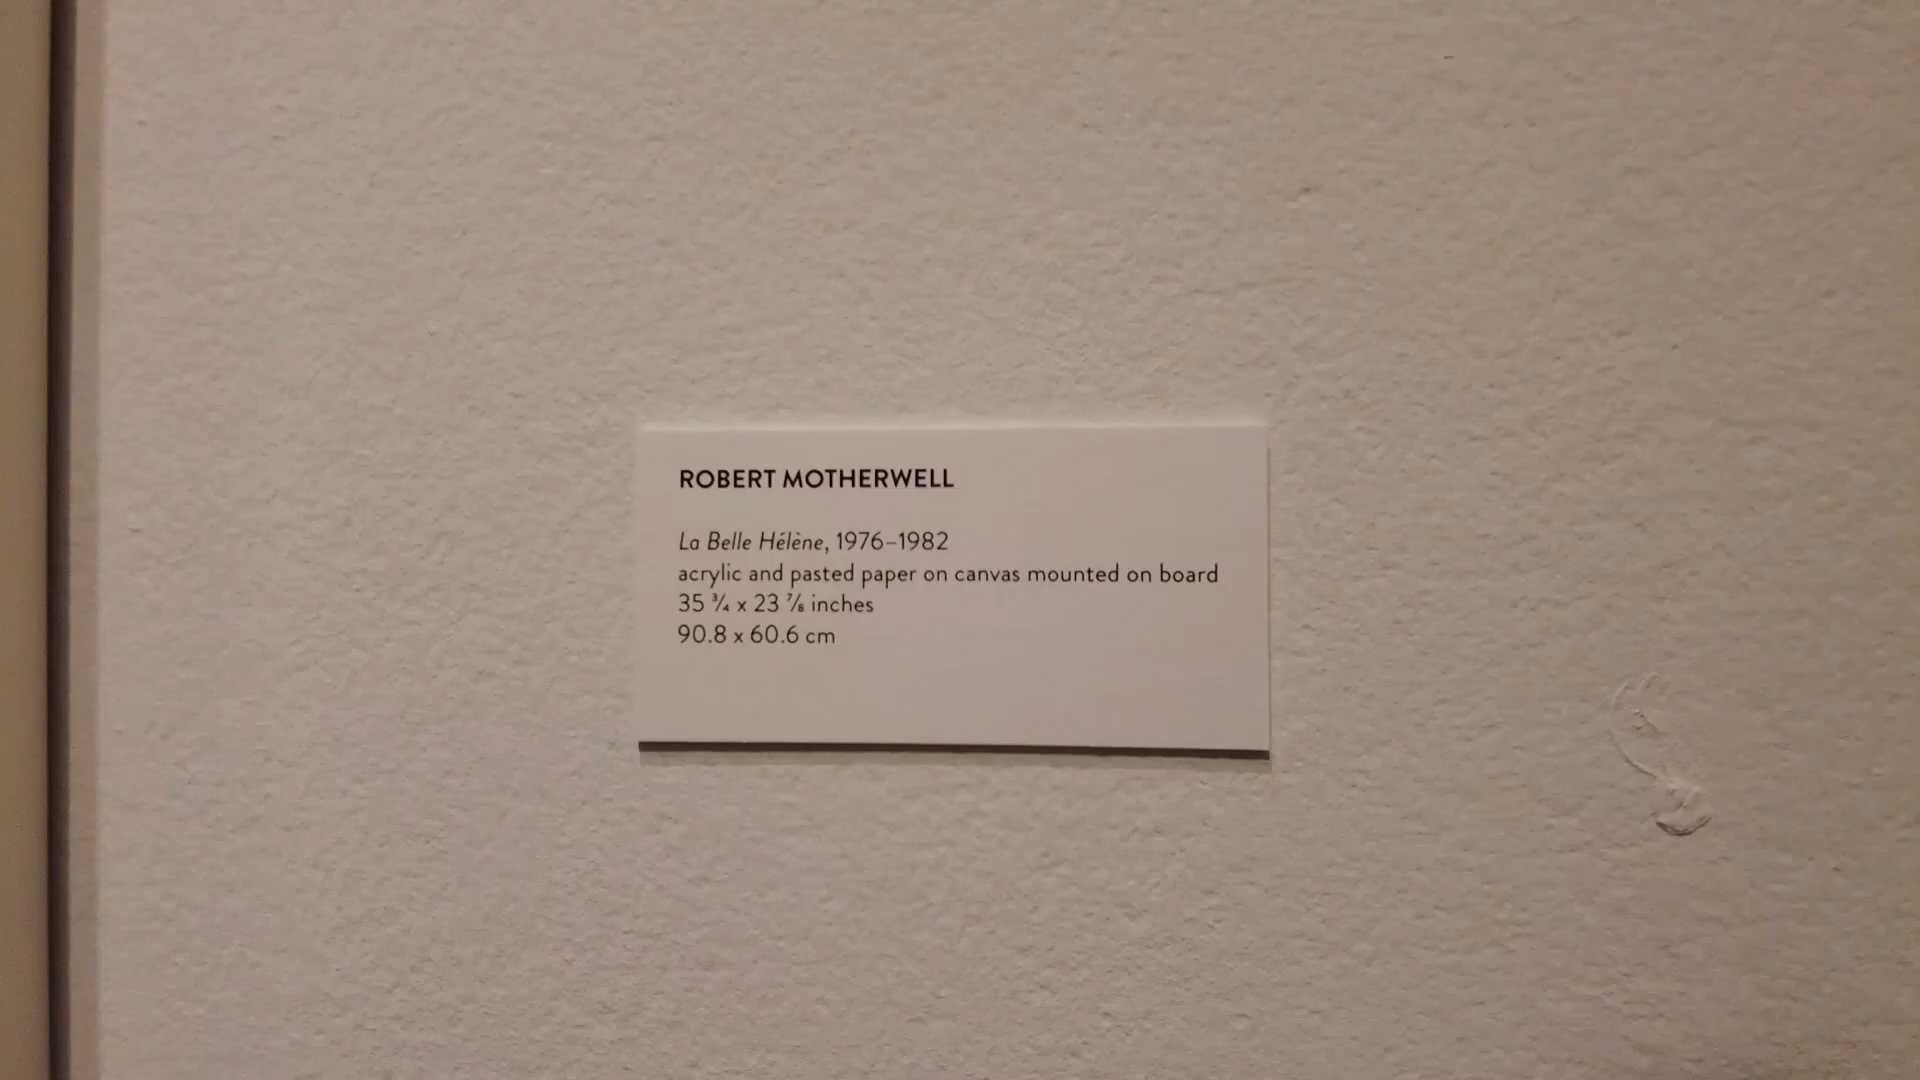 ROBERT MOTHERWELL
La Belle Hélène, 1976–1982
acrylic and pasted paper on canvas mounted on board
35 ¾ x 23 ⅞ inches
90.8 x 60.6 cm